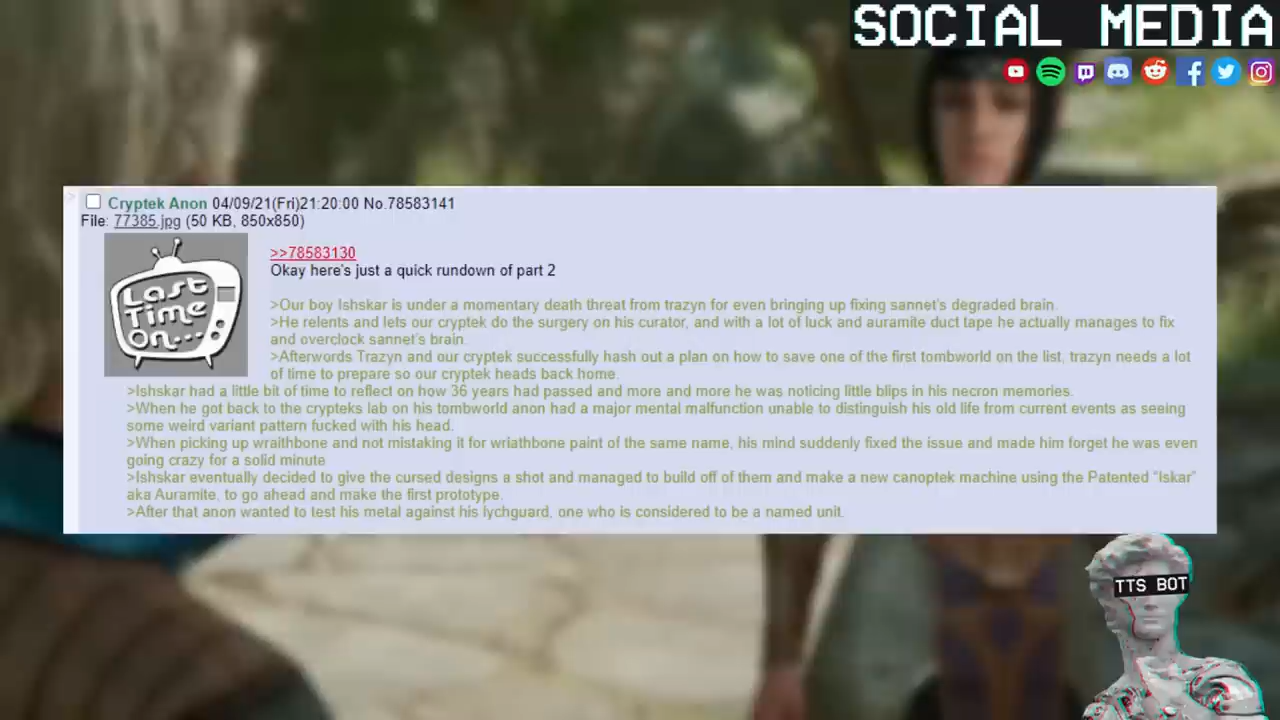 SOCIAL MEDIA
Cryptek Anon 04/09/21(Fri)21:20:00 No.78583141
File: 77385.jpg (50 KB, 850x850)
Last
Time
on...
>>78583130
Okay here's just a quick rundown of part 2
>Our boy Ishskar is under a momentary death threat from trazyn for even bringing up fixing sannet's degraded brain.
>He relents and lets our cryptek do the surgery on his curator, and with a lot of luck and auramite duct tape he actually manages to fix
and overclock sannet's brain.
>Afterwords Trazyn and our cryptek successfully hash out a plan on how to save one of the first tombworld on the list, trazyn needs a lot
of time to prepare so our cryptek heads back home.
>Ishskar had a little bit of time to reflect on how 36 years had passed and more and more he was noticing little blips in his necron memories.
>When he got back to the crypteks lab on his tombworld anon had a major mental malfunction unable to distinguish his old life from current events as seeing
some weird variant pattern fucked with his head.
>When picking up wraithbone and not mistaking it for wriathbone paint of the same name, his mind suddenly fixed the issue and made him forget he was even
going crazy for a solid minute
>Ishskar eventually decided to give the cursed designs a shot and managed to build off of them and make a new canoptek machine using the Patented “Iskar”
aka Auramite, to go ahead and make the first prototype.
>After that anon wanted to test his metal against his lychguard, one who is considered to be a named unit.
TTS BOT